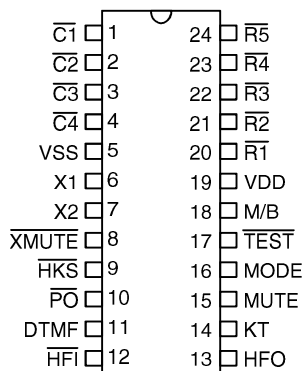 C1 1 24 R5
C2 2 23 R4
C3 3 22 R3
C4 4 21 R2
VSS 5 20 R1
X1 6 19 VDD
X2 7 18 M/B
XMUTE 8 17 TEST
HKS 9 16 MODE
PO 10 15 MUTE
DTMF 11 14 KT
HFI 12 13 HFO